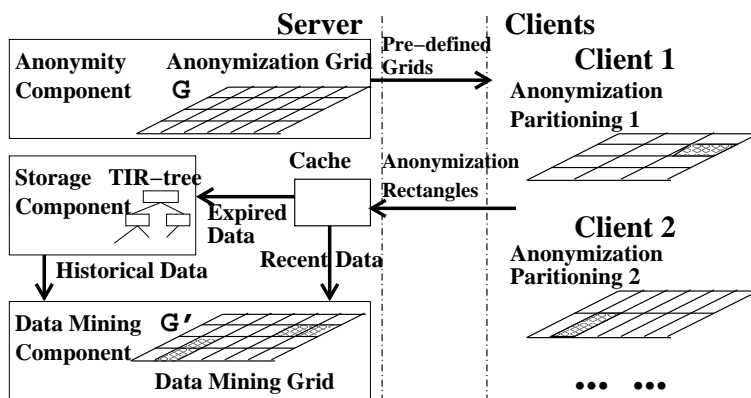 Server
Clients
Anonymity
Component
Anonymization Grid
G
Pre-defined
Grids
Client 1
Anonymization
Paritioning 1
Storage
Component
TIR-tree
Cache
Expired
Data
Anonymization
Rectangles
Historical Data
Recent Data
Client 2
Anonymization
Paritioning 2
Data Mining
Component
G'
Data Mining Grid